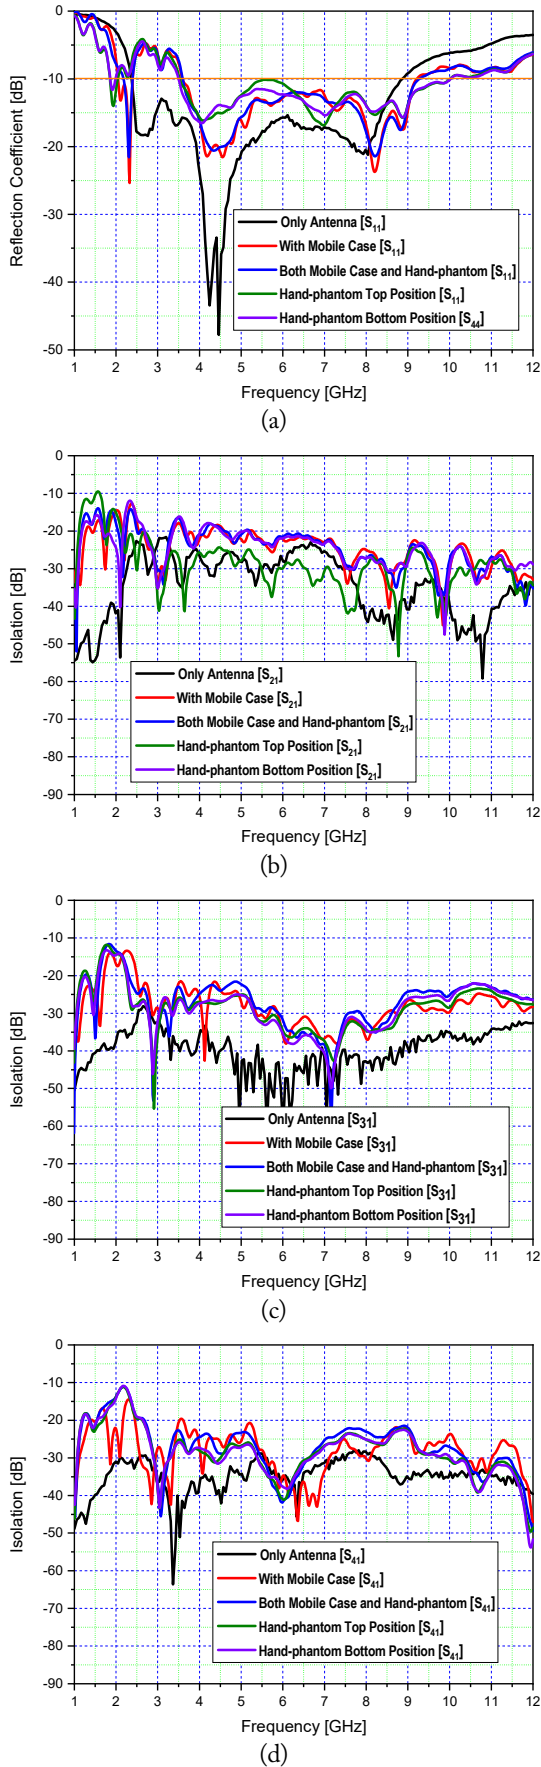 0
-10
-20
-30
-40
-50
Reflection Coefficient [dB]
Only Antenna [S11]
With Mobile Case [S11]
Both Mobile Case and Hand-phantom [S11]
Hand-phantom Top Position [S11]
Hand-phantom Bottom Position [S44]
1 2 3 4 5 6 7 8 9 10 11 12
Frequency [GHz]
(a)
0
-10
-20
-30
-40
-50
-60
-70
-80
-90
Isolation [dB]
Only Antenna [S21]
With Mobile Case [S21]
Both Mobile Case and Hand-phantom [S21]
Hand-phantom Top Position [S21]
Hand-phantom Bottom Position [S21]
1 2 3 4 5 6 7 8 9 10 11 12
Frequency [GHz]
(b)
0
-10
-20
-30
-40
-50
-60
-70
-80
-90
Isolation [dB]
Only Antenna [S31]
With Mobile Case [S31]
Both Mobile Case and Hand-phantom [S31]
Hand-phantom Top Position [S31]
Hand-phantom Bottom Position [S31]
1 2 3 4 5 6 7 8 9 10 11 12
Frequency [GHz]
(c)
0
-10
-20
-30
-40
-50
-60
-70
-80
-90
Isolation [dB]
Only Antenna [S41]
With Mobile Case [S41]
Both Mobile Case and Hand-phantom [S41]
Hand-phantom Top Position [S41]
Hand-phantom Bottom Position [S41]
1 2 3 4 5 6 7 8 9 10 11 12
Frequency [GHz]
(d)